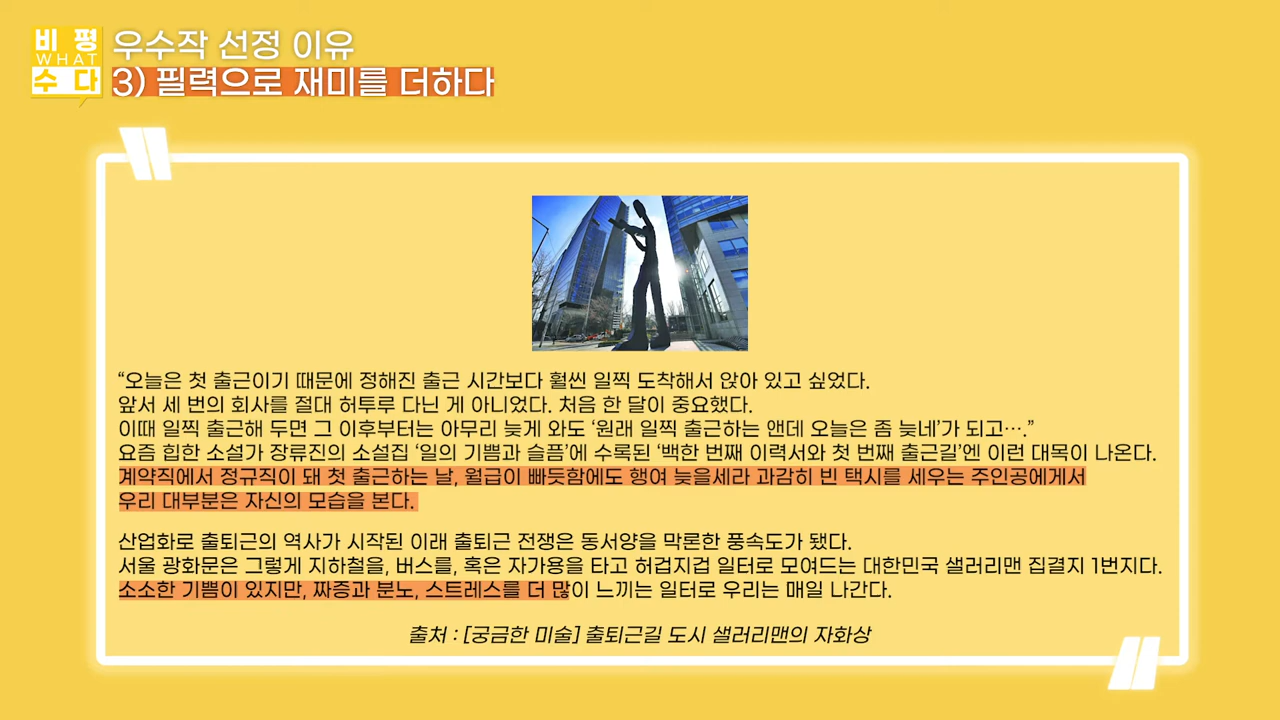 비평
WHAT
수다
우수작 선정 이유
3) 필력으로 재미를 더하다
“오늘은 첫 출근이기 때문에 정해진 출근 시간보다 훨씬 일찍 도착해서 앉아 있고 싶었다.
앞서 세 번의 회사를 절대 허투루 다닌 게 아니었다. 처음 한 달이 중요했다.
이때 일찍 출근해 두면 그 이후부터는 아무리 늦게 와도 ‘원래 일찍 출근하는 앤데 오늘은 좀 늦네’가 되고….”
요즘 힙한 소설가 장류진의 소설집 ‘일의 기쁨과 슬픔’에 수록된 ‘백한 번째 이력서와 첫 번째 출근길’엔 이런 대목이 나온다.
계약직에서 정규직이 돼 첫 출근하는 날, 월급이 빠듯함에도 행여 늦을세라 과감히 빈 택시를 세우는 주인공에게서
우리 대부분은 자신의 모습을 본다.
산업화로 출퇴근의 역사가 시작된 이래 출퇴근 전쟁은 동서양을 막론한 풍속도가 됐다.
서울 광화문은 그렇게 지하철을, 버스를, 혹은 자가용을 타고 허겁지겁 일터로 모여드는 대한민국 샐러리맨 집결지 1번지다.
소소한 기쁨이 있지만, 짜증과 분노, 스트레스를 더 많이 느끼는 일터로 우리는 매일 나간다.
출처 : [궁금한 미술] 출퇴근길 도시 샐러리맨의 자화상